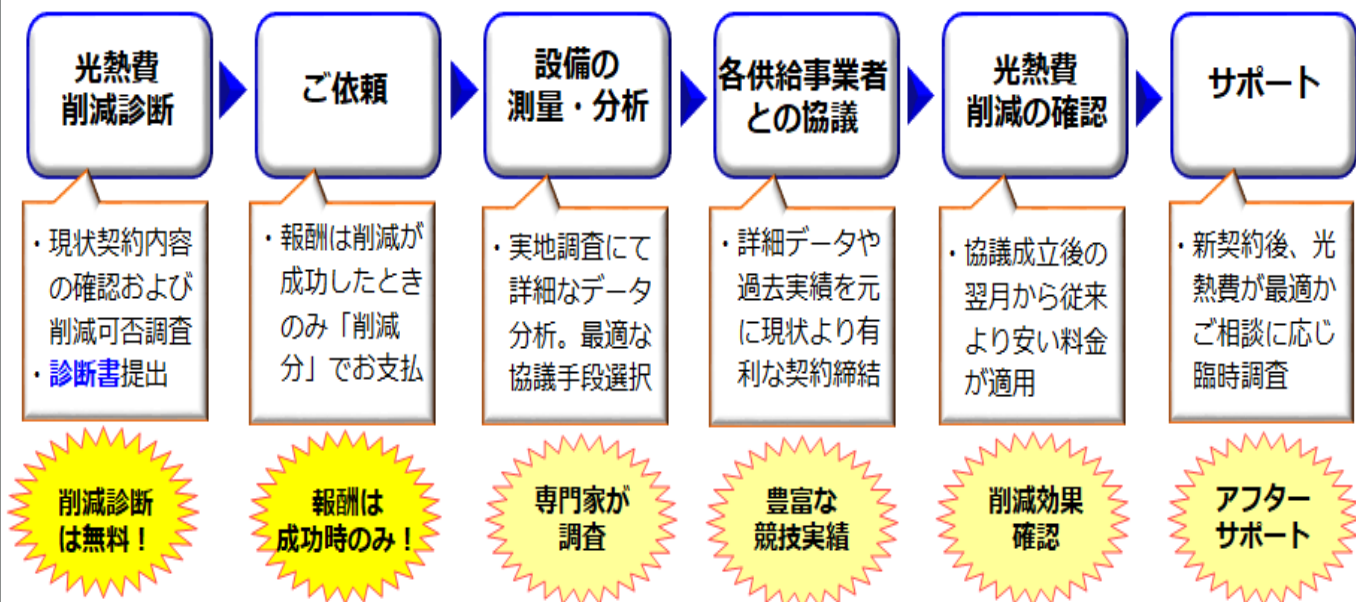 光熱費
削減診断
ご依頼
設備の
測量・分析
各供給事業者
との協議
光熱費
削減の確認
サポート
・現状契約内容
の確認および
削減可否調査
・診断書提出
・報酬は削減が
成功したとき
のみ「削減
分」でお支払
・実地調査にて
詳細なデータ
分析。最適な
協議手段選択
・詳細データや
過去実績を元
に現状より有
利な契約締結
・協議成立後の
翌月から従来
より安い料金
が適用
・新契約後、光
熱費が最適か
ご相談に応じ
臨時調査
削減診断
は無料！
報酬は
成功時のみ！
専門家が
調査
豊富な
競技実績
削減効果
確認
アフター
サポート